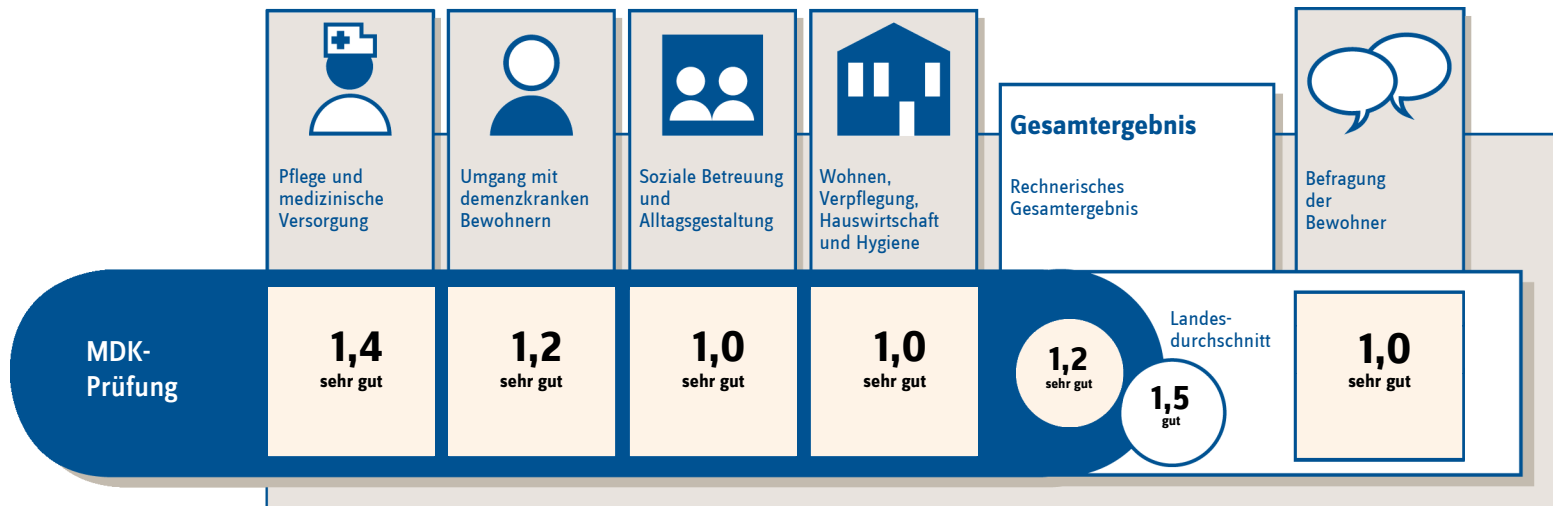 Pflege und
medizinische
Versorgung
Umgang mit
demenzkranken
Bewohnern
Soziale Betreuung
und
Alltagsgestaltung
Wohnen,
Verpflegung,
Hauswirtschaft
und Hygiene
Gesamtergebnis
Rechnerisches
Gesamtergebnis
Befragung
der
Bewohner
MDK-
Prüfung
1,4
sehr gut
1,2
sehr gut
1,0
sehr gut
1,0
sehr gut
1,2
sehr gut
Landes-
durchschnitt
1,5
gut
1,0
sehr gut